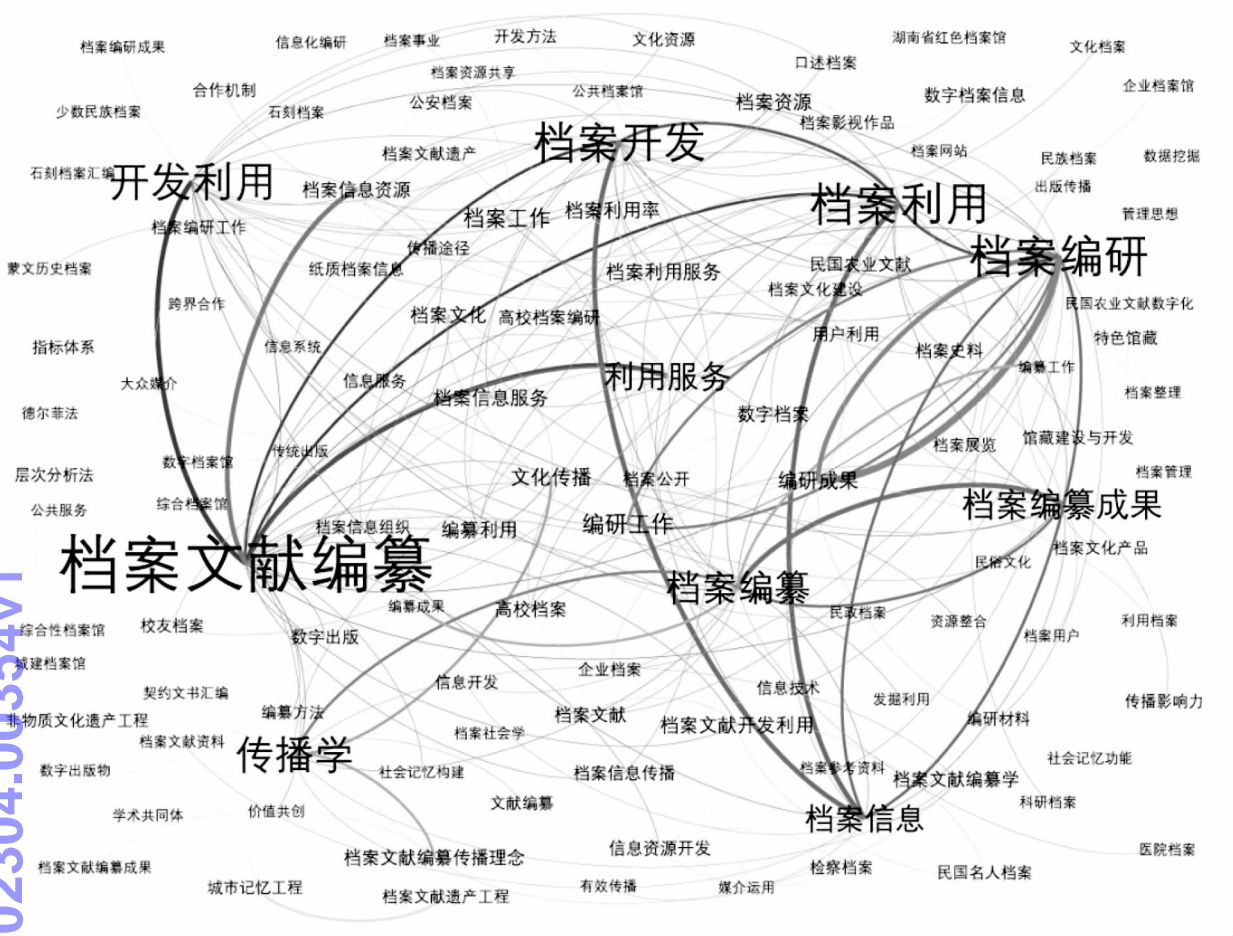 档案编研成果
信息化编研
档案事业
开发方法
文化资源
湖南省红色档案馆
文化档案
档案资源共享
口述档案
合作机制
公共档案馆
企业档案馆
少数民族档案
石刻档案
公安档案
档案资源
数字档案信息
档案影视作品
档案开发
档案文献遗产
档案网站
民族档案
数据挖掘
石刻档案汇编
开发利用
档案信息资源
出版传播
档案利用
管理思想
档案编研工作
档案工作
档案利用率
传播途径
档案编研
蒙文历史档案
纸质档案信息
档案利用服务
民国农业文献
档案文化建设
跨界合作
民国农业文献数字化
档案文化
高校档案编研
用户利用
特色馆藏
指标体系
信息系统
档案史料
编纂工作
大众媒介
信息服务
利用服务
档案信息服务
档案整理
德尔菲法
数字档案
传统出版
档案展览
馆藏建设与开发
层次分析法
数字档案馆
文化传播
档案公开
编研成果
档案管理
公共服务
综合档案馆
档案编纂成果
档案信息组织
编纂利用
编研工作
档案文献编纂
档案文化产品
民俗文化
档案编纂
编纂成果
高校档案
民政档案
资源整合
利用档案
综合性档案馆
校友档案
数字出版
档案用户
城建档案馆
企业档案
契约文书汇编
信息开发
信息技术
发掘利用
传播影响力
非物质文化遗产工程
编纂方法
档案文献
档案文献开发利用
编研材料
档案文献资料
传播学
档案社会学
数字出版物
社会记忆构建
档案信息传播
档案参考资料
档案文献编纂学
社会记忆功能
学术共同体
价值共创
文献编纂
档案信息
科研档案
档案文献编纂成果
档案文献编纂传播理念
信息资源开发
检察档案
民国名人档案
医院档案
城市记忆工程
档案文献遗产工程
有效传播
媒介运用
02304.00354v1